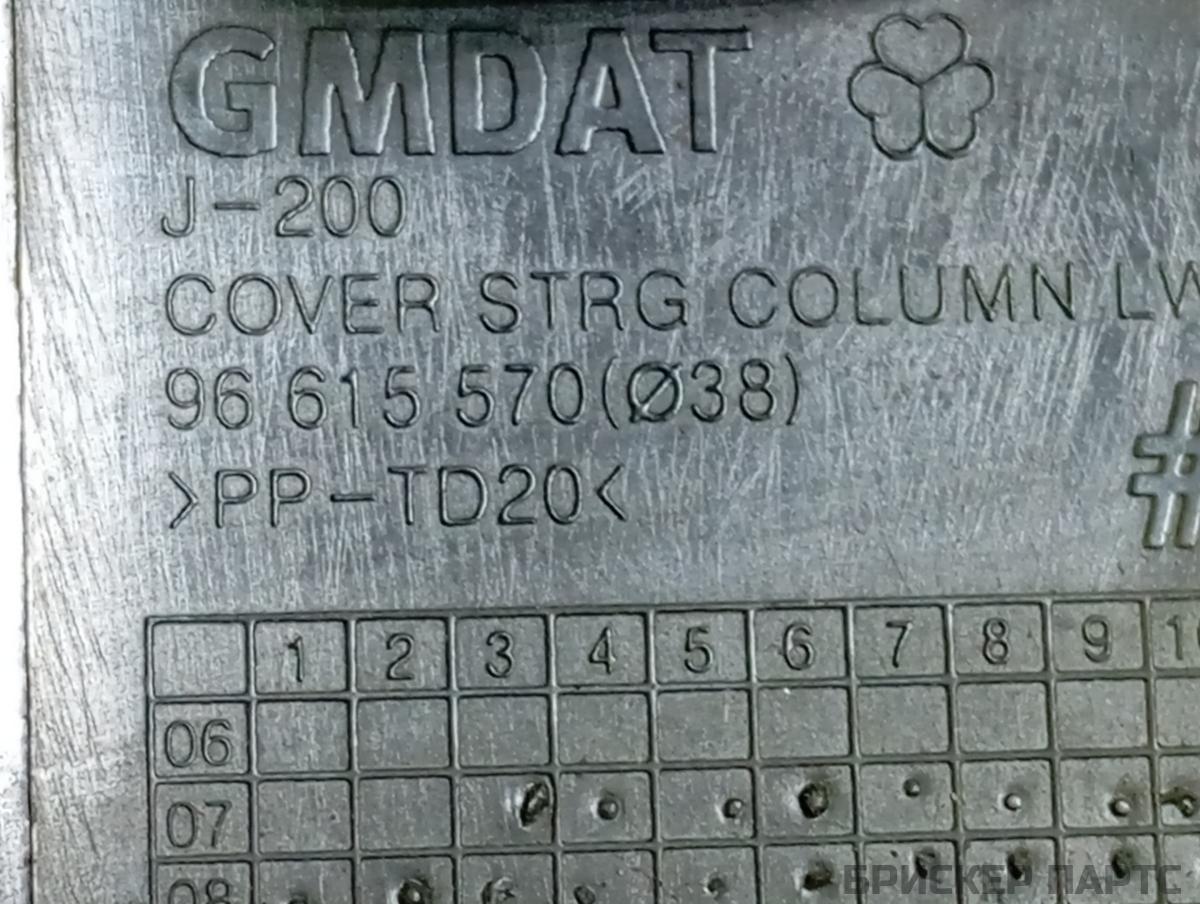 GMDAT
J-200
COVER STRG COLUMN LW
96 615 570(Ø38)
>PP-TD20<
#
1 2 3 4 5 6 7 8 9
06
07
08
БРИСКЕР ПАРТС